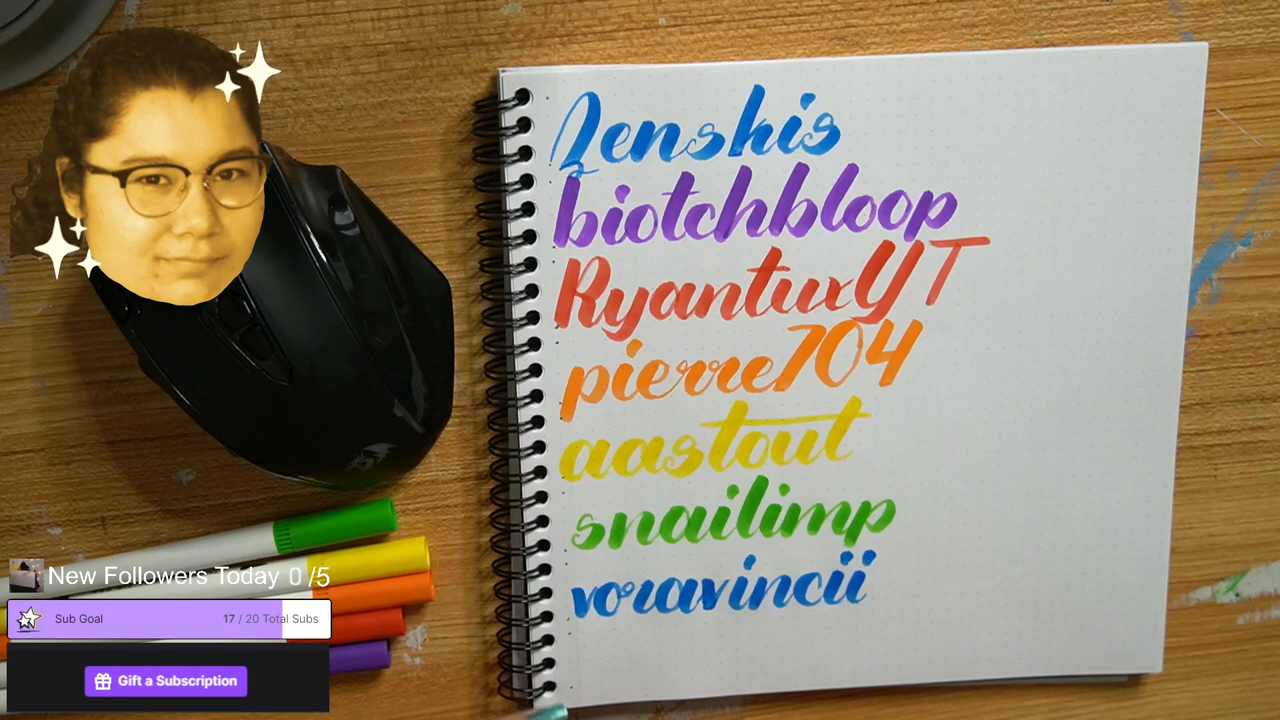 Lenskis
biotchbloop
RyantuxYT
pierre704
aastout
snailimp
voravincii
New Followers Today 0 /5
Sub Goal 17 / 20 Total Subs
Gift a Subscription